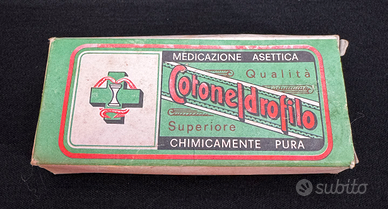 MEDICAZIONE ASETTICA
Qualità
Cotone Idrofilo
Superiore
CHIMICAMENTE PURA
subito